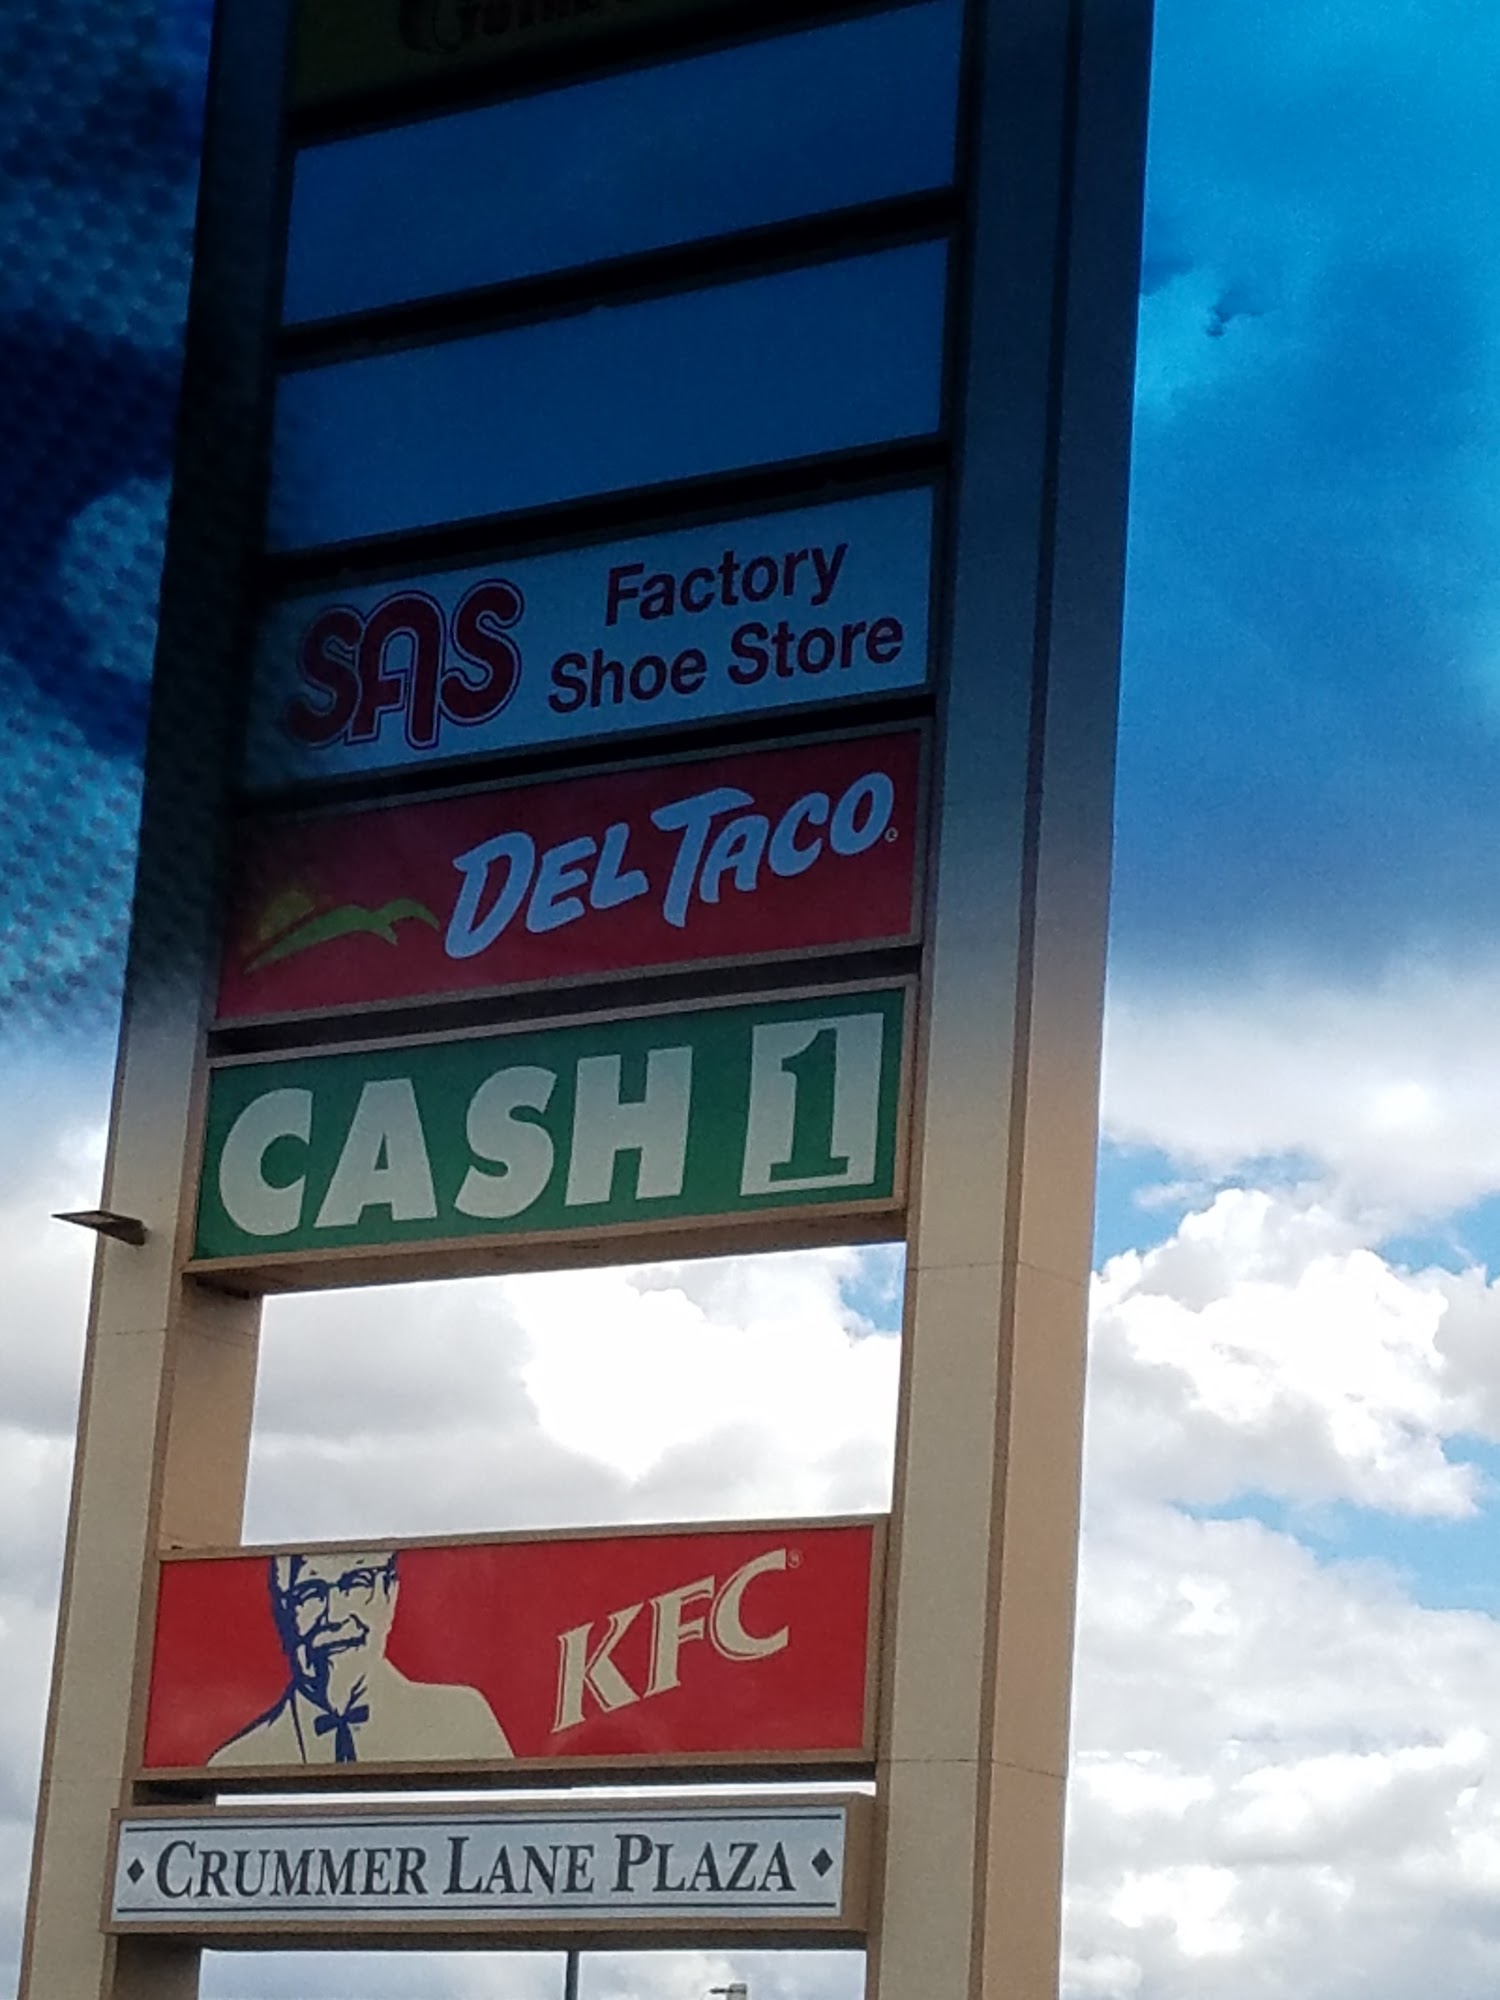 SAS
Factory
Shoe Store
DEL TACO
CASH 1
KFC
CRUMMER LANE PLAZA